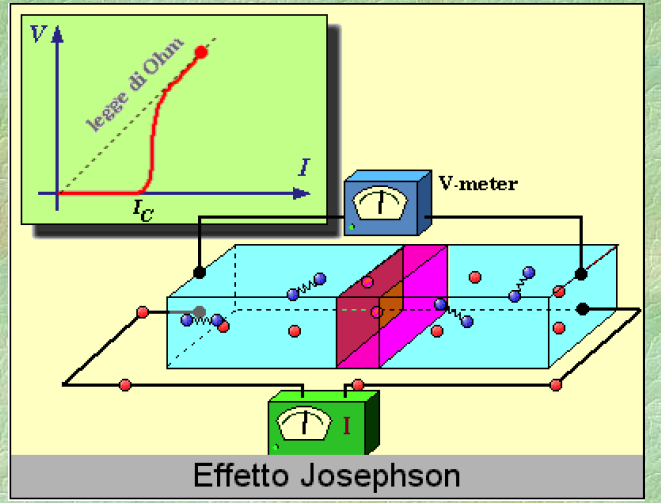 V
legge di Ohm
I
I_C
V-meter
I
Effetto Josephson